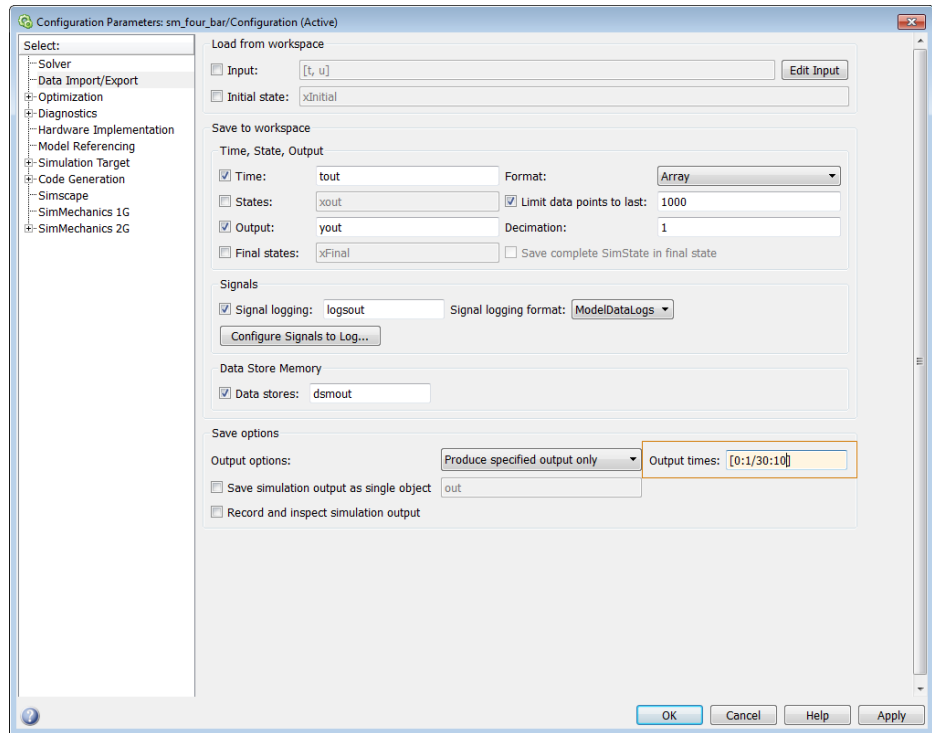 Configuration Parameters: sm_four_bar/Configuration (Active)
Select:
Solver
Data Import/Export
Optimization
Diagnostics
Hardware Implementation
Model Referencing
Simulation Target
Code Generation
Simscape
SimMechanics 1G
SimMechanics 2G
Load from workspace
Input: [t, u] Edit Input
Initial state: xInitial
Save to workspace
Time, State, Output
Time: tout Format: Array
States: xout Limit data points to last: 1000
Output: yout Decimation: 1
Final states: xFinal Save complete SimState in final state
Signals
Signal logging: logsout Signal logging format: ModelDataLogs
Configure Signals to Log...
Data Store Memory
Data stores: dsmout
Save options
Output options: Produce specified output only Output times: [0:1/30:10]
Save simulation output as single object out
Record and inspect simulation output
OK Cancel Help Apply